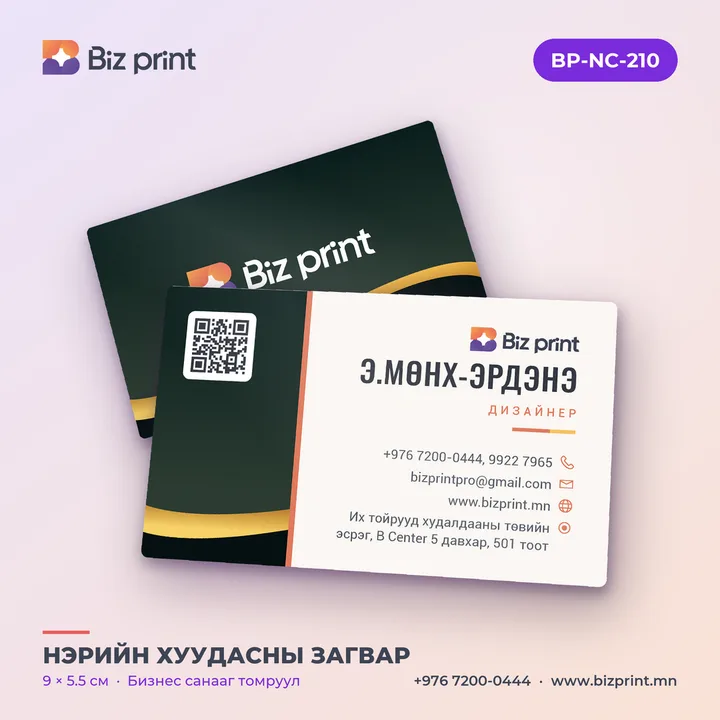 Biz print
BP-NC-210
Biz print
Biz print
Э.МӨНХ-ЭРДЭНЭ
ДИЗАЙНЕР
+976 7200-0444, 9922 7965
bizprintpro@gmail.com
www.bizprint.mn
Их тойрууд худалдааны төвийн
эсрэг, B Center 5 давхар, 501 тоот
НЭРИЙН ХУУДАСНЫ ЗАГВАР
9 × 5.5 см · Бизнес санааг томруул
+976 7200-0444 · www.bizprint.mn